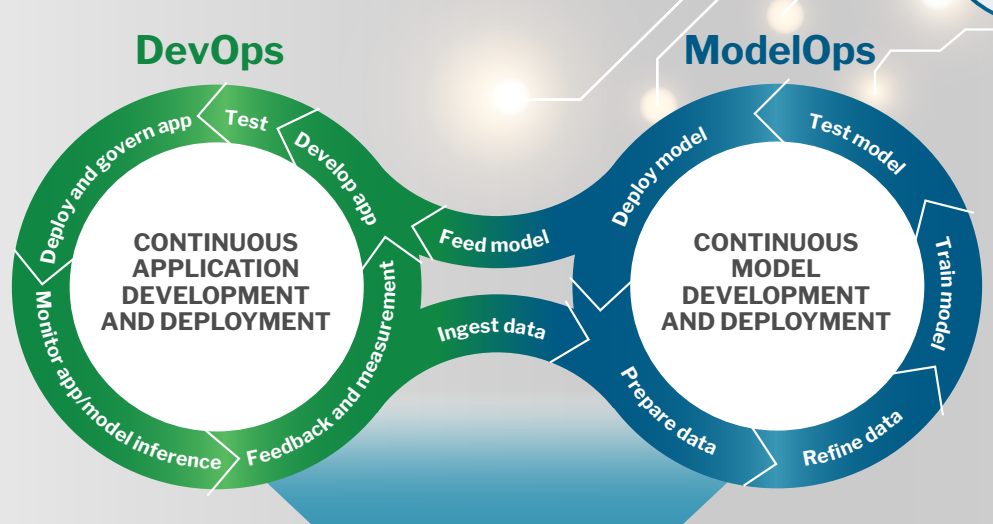 DevOps
ModelOps
Deploy and govern app
Test
Develop app
Feed model
Deploy model
Test model
CONTINUOUS
APPLICATION
DEVELOPMENT
AND DEPLOYMENT
CONTINUOUS
MODEL
DEVELOPMENT
AND DEPLOYMENT
Monitor app/model inference
Feedback and measurement
Ingest data
Prepare data
Refine data
Train model